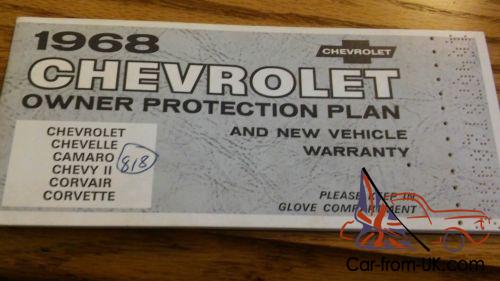 1968
CHEVROLET
CHEVROLET
OWNER PROTECTION PLAN
AND NEW VEHICLE
WARRANTY
CHEVROLET
CHEVELLE
CAMARO
CHEVY II
CORVAIR
CORVETTE
818
PLEASE KEEP IN
GLOVE COMPARTMENT
Car-from-UK.com